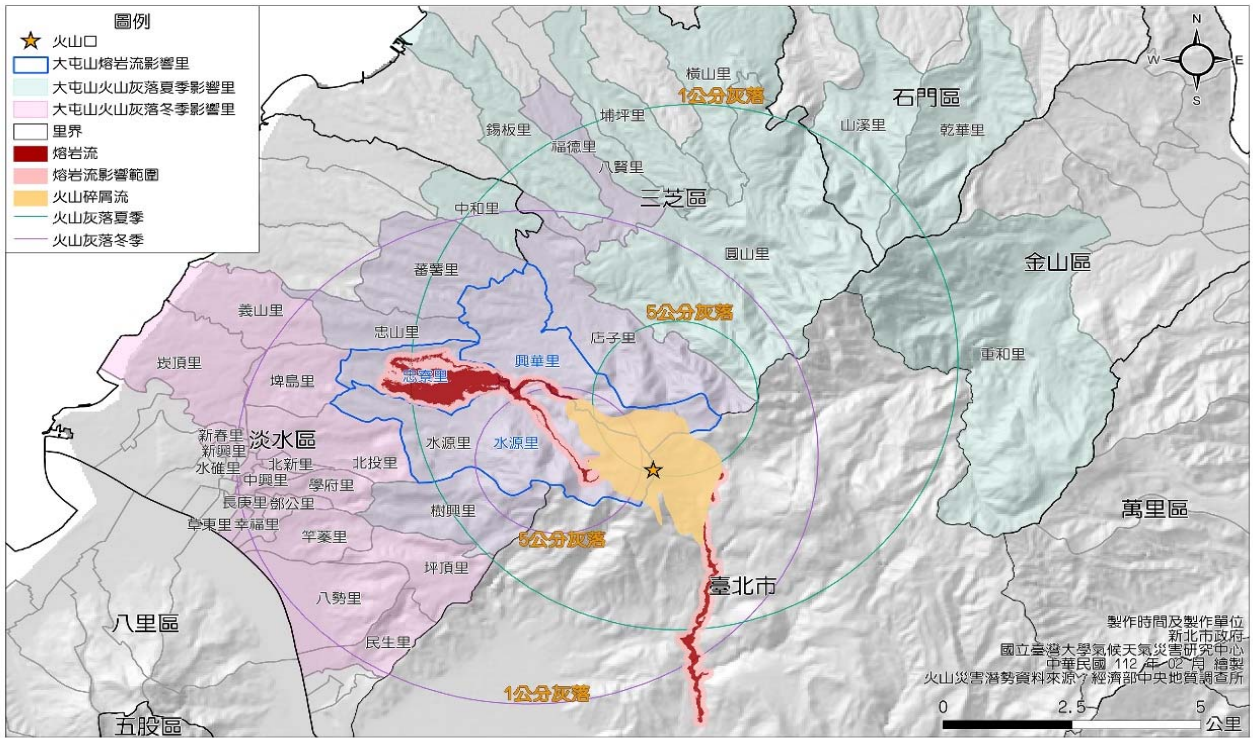 圖例
火山口
大屯山熔岩流影響里
大屯山火山灰落夏季影響里
大屯山火山灰落冬季影響里
里界
熔岩流
熔岩流影響範圍
火山碎屑流
火山灰落夏季
火山灰落冬季
N
W
E
S
橫山里
1公分灰落
石門區
埔坪里
山溪里
乾華里
錫板里
福德里
八賢里
三芝區
中和里
圓山里
金山區
蕃薯里
義山里
5公分灰落
忠山里
店子里
重和里
崁頂里
興華里
埤島里
忠寮里
新春里
淡水區
水源里
水源里
新興里
水碓里
北新里
北投里
中興里
學府里
長庚里
鄧公里
樹興里
萬里區
草東里
幸福里
竿蓁里
5公分灰落
坪頂里
臺北市
八勢里
八里區
民生里
製作時間及製作單位
新北市政府
國立臺灣大學氣候天氣災害研究中心
中華民國 112 年 02 月 繪製
火山災害潛勢資料來源：經濟部中央地質調查所
1公分灰落
0
2.5
5
公里
五股區